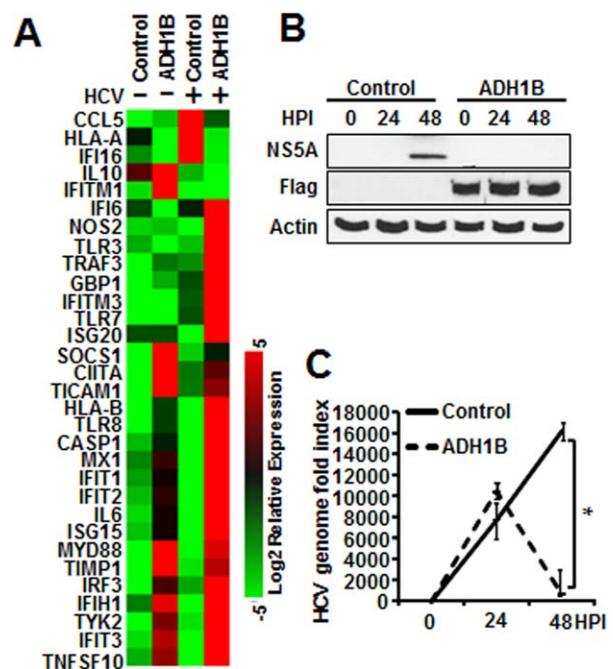 A
Control
ADH1B
Control
ADH1B
HCV − − + +
CCL5
HLA-A
IFI16
IL10
IFITM1
IFI6
NOS2
TLR3
TRAF3
GBP1
IFITM3
TLR7
ISG20
SOCS1
CIITA
TICAM1
HLA-B
TLR8
CASP1
MX1
IFIT1
IFIT2
IL6
ISG15
MYD88
TIMP1
IRF3
IFIH1
TYK2
IFIT3
TNFSF10
5
Log2 Relative Expression
-5
B
Control ADH1B
HPI 0 24 48 0 24 48
NS5A
Flag
Actin
C
Control
ADH1B
HCV genome fold index
18000
16000
14000
12000
10000
8000
6000
4000
2000
0
*
0 24 48 HPI